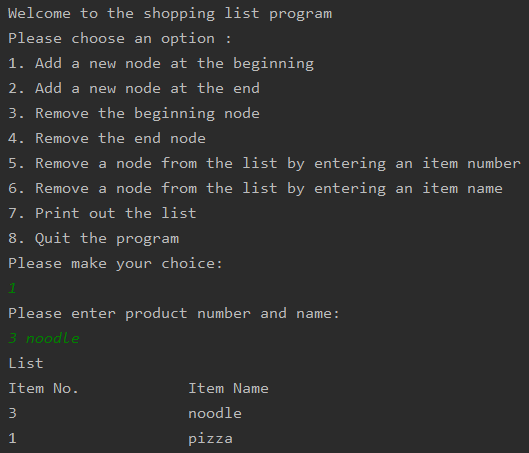 Welcome to the shopping list program
Please choose an option :
1. Add a new node at the beginning
2. Add a new node at the end
3. Remove the beginning node
4. Remove the end node
5. Remove a node from the list by entering an item number
6. Remove a node from the list by entering an item name
7. Print out the list
8. Quit the program
Please make your choice:
1
Please enter product number and name:
3 noodle
List
Item No. Item Name
3 noodle
1 pizza